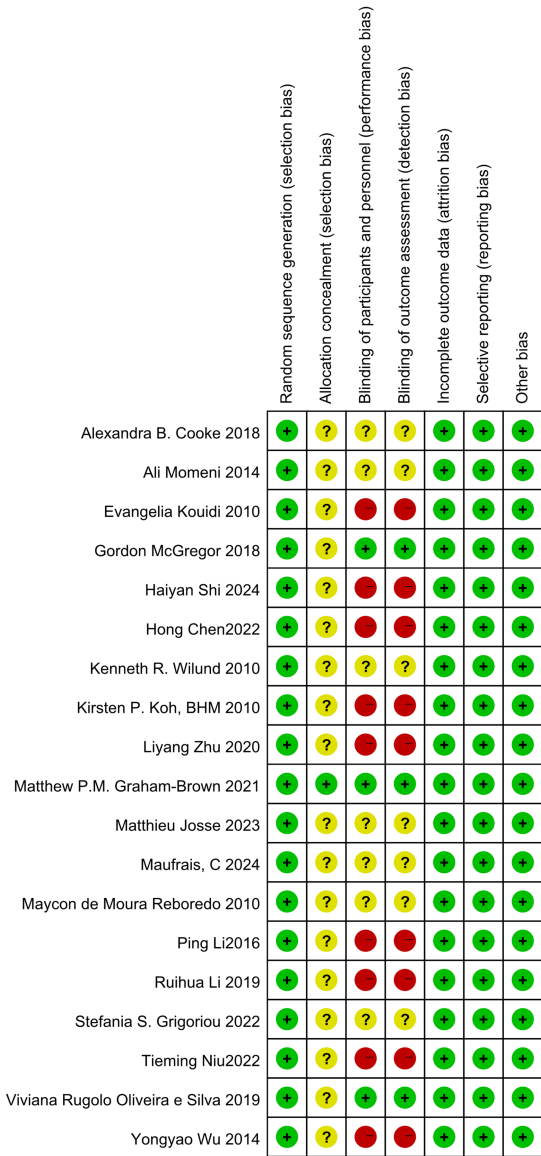 Random sequence generation (selection bias)
Allocation concealment (selection bias)
Blinding of participants and personnel (performance bias)
Blinding of outcome assessment (detection bias)
Incomplete outcome data (attrition bias)
Selective reporting (reporting bias)
Other bias
Alexandra B. Cooke 2018 + ? ? ? + + +
Ali Momeni 2014 + ? ? ? + + +
Evangelia Kouidi 2010 + ? - - + + +
Gordon McGregor 2018 + ? + + + + +
Haiyan Shi 2024 + ? - - + + +
Hong Chen2022 + ? - - + + +
Kenneth R. Wilund 2010 + ? ? ? + + +
Kirsten P. Koh, BHM 2010 + ? - - + + +
Liyang Zhu 2020 + ? - - + + +
Matthew P.M. Graham-Brown 2021 + + + + + + +
Matthieu Josse 2023 + ? ? ? + + +
Maufrais, C 2024 + ? ? ? + + +
Maycon de Moura Reboredo 2010 + ? ? ? + + +
Ping Li2016 + ? - - + + +
Ruihua Li 2019 + ? - - + + +
Stefania S. Grigoriou 2022 + ? ? ? + + +
Tieming Niu2022 + ? - - + + +
Viviana Rugolo Oliveira e Silva 2019 + ? + + + + +
Yongyao Wu 2014 + ? - - + + +